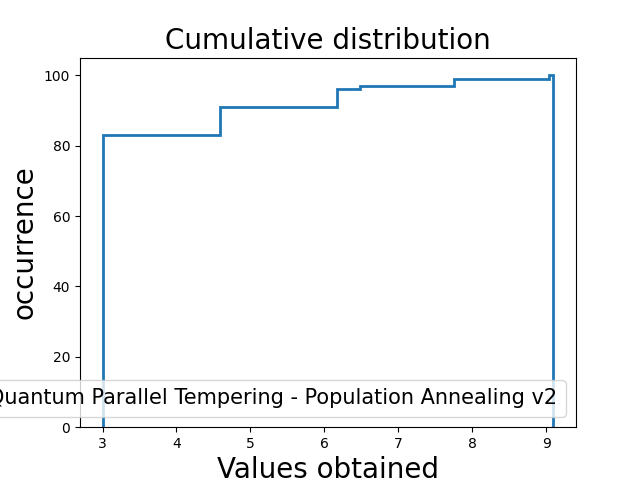 Cumulative distribution
occurrence
100
80
60
40
20
0
Quantum Parallel Tempering - Population Annealing v2
3 4 5 6 7 8 9
Values obtained